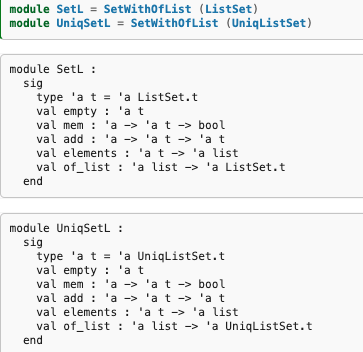 module SetL = SetWithOfList (ListSet)
module UniqSetL = SetWithOfList (UniqListSet)
module SetL :
  sig
    type 'a t = 'a ListSet.t
    val empty : 'a t
    val mem : 'a -> 'a t -> bool
    val add : 'a -> 'a t -> 'a t
    val elements : 'a t -> 'a list
    val of_list : 'a list -> 'a ListSet.t
  end
module UniqSetL :
  sig
    type 'a t = 'a UniqListSet.t
    val empty : 'a t
    val mem : 'a -> 'a t -> bool
    val add : 'a -> 'a t -> 'a t
    val elements : 'a t -> 'a list
    val of_list : 'a list -> 'a UniqListSet.t
  end